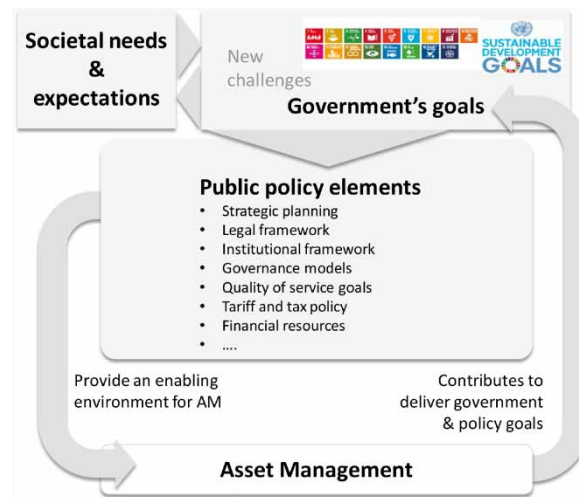 Societal needs
&
expectations
New
challenges
SUSTAINABLE
DEVELOPMENT
GOALS
Government's goals
Public policy elements
• Strategic planning
• Legal framework
• Institutional framework
• Governance models
• Quality of service goals
• Tariff and tax policy
• Financial resources
• ....
Provide an enabling
environment for AM
Contributes to
deliver government
& policy goals
Asset Management